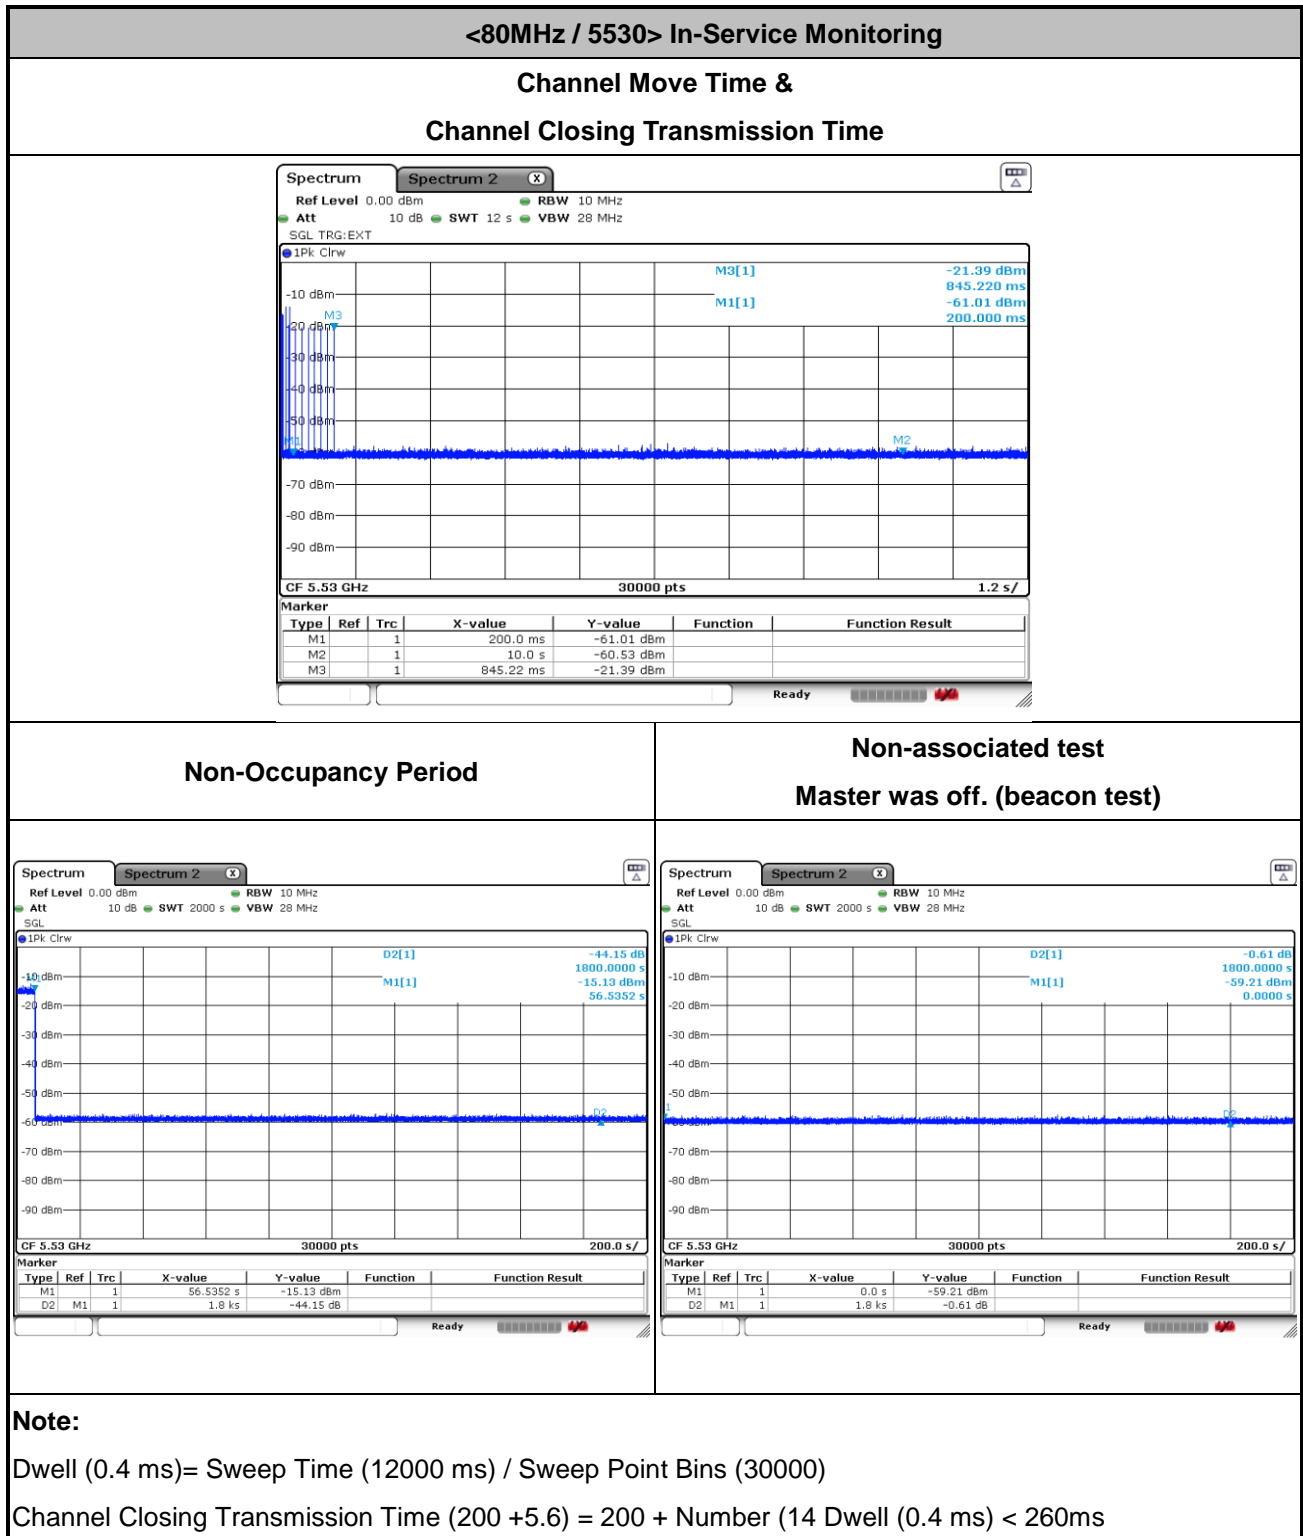 <80MHz / 5530> In-Service Monitoring
Channel Move Time &
Channel Closing Transmission Time
Spectrum Spectrum 2 X
Ref Level 0.00 dBm RBW 10 MHz
Att 10 dB SWT 12 s VBW 28 MHz
SGL TRG:EXT
1Pk Clrw
M3[1] -21.39 dBm
845.220 ms
-10 dBm
M1[1] -61.01 dBm
200.000 ms
M3
-20 dBm
-30 dBm
-40 dBm
-50 dBm
M1 M2
-70 dBm
-80 dBm
-90 dBm
CF 5.53 GHz 30000 pts 1.2 s/
Marker
Type Ref Trc X-value Y-value Function Function Result
M1 1 200.0 ms -61.01 dBm
M2 1 10.0 s -60.53 dBm
M3 1 845.22 ms -21.39 dBm
Ready
Non-Occupancy Period
Non-associated test
Master was off. (beacon test)
Spectrum Spectrum 2 X
Ref Level 0.00 dBm RBW 10 MHz
Att 10 dB SWT 2000 s VBW 28 MHz
SGL
1Pk Clrw
D2[1] -44.15 dB
1800.0000 s
-10 dBm
M1[1] -15.13 dBm
56.5352 s
M1
-20 dBm
-30 dBm
-40 dBm
-50 dBm
D2
-60 dBm
-70 dBm
-80 dBm
-90 dBm
CF 5.53 GHz 30000 pts 200.0 s/
Marker
Type Ref Trc X-value Y-value Function Function Result
M1 1 56.5352 s -15.13 dBm
D2 M1 1 1.8 ks -44.15 dB
Ready
Spectrum Spectrum 2 X
Ref Level 0.00 dBm RBW 10 MHz
Att 10 dB SWT 2000 s VBW 28 MHz
SGL
1Pk Clrw
D2[1] -0.61 dB
1800.0000 s
-10 dBm
M1[1] -59.21 dBm
0.0000 s
-20 dBm
-30 dBm
-40 dBm
-50 dBm
1 D2
-60 dBm
-70 dBm
-80 dBm
-90 dBm
CF 5.53 GHz 30000 pts 200.0 s/
Marker
Type Ref Trc X-value Y-value Function Function Result
M1 1 0.0 s -59.21 dBm
D2 M1 1 1.8 ks -0.61 dB
Ready
Note:
Dwell (0.4 ms)= Sweep Time (12000 ms) / Sweep Point Bins (30000)
Channel Closing Transmission Time (200 +5.6) = 200 + Number (14 Dwell (0.4 ms) < 260ms